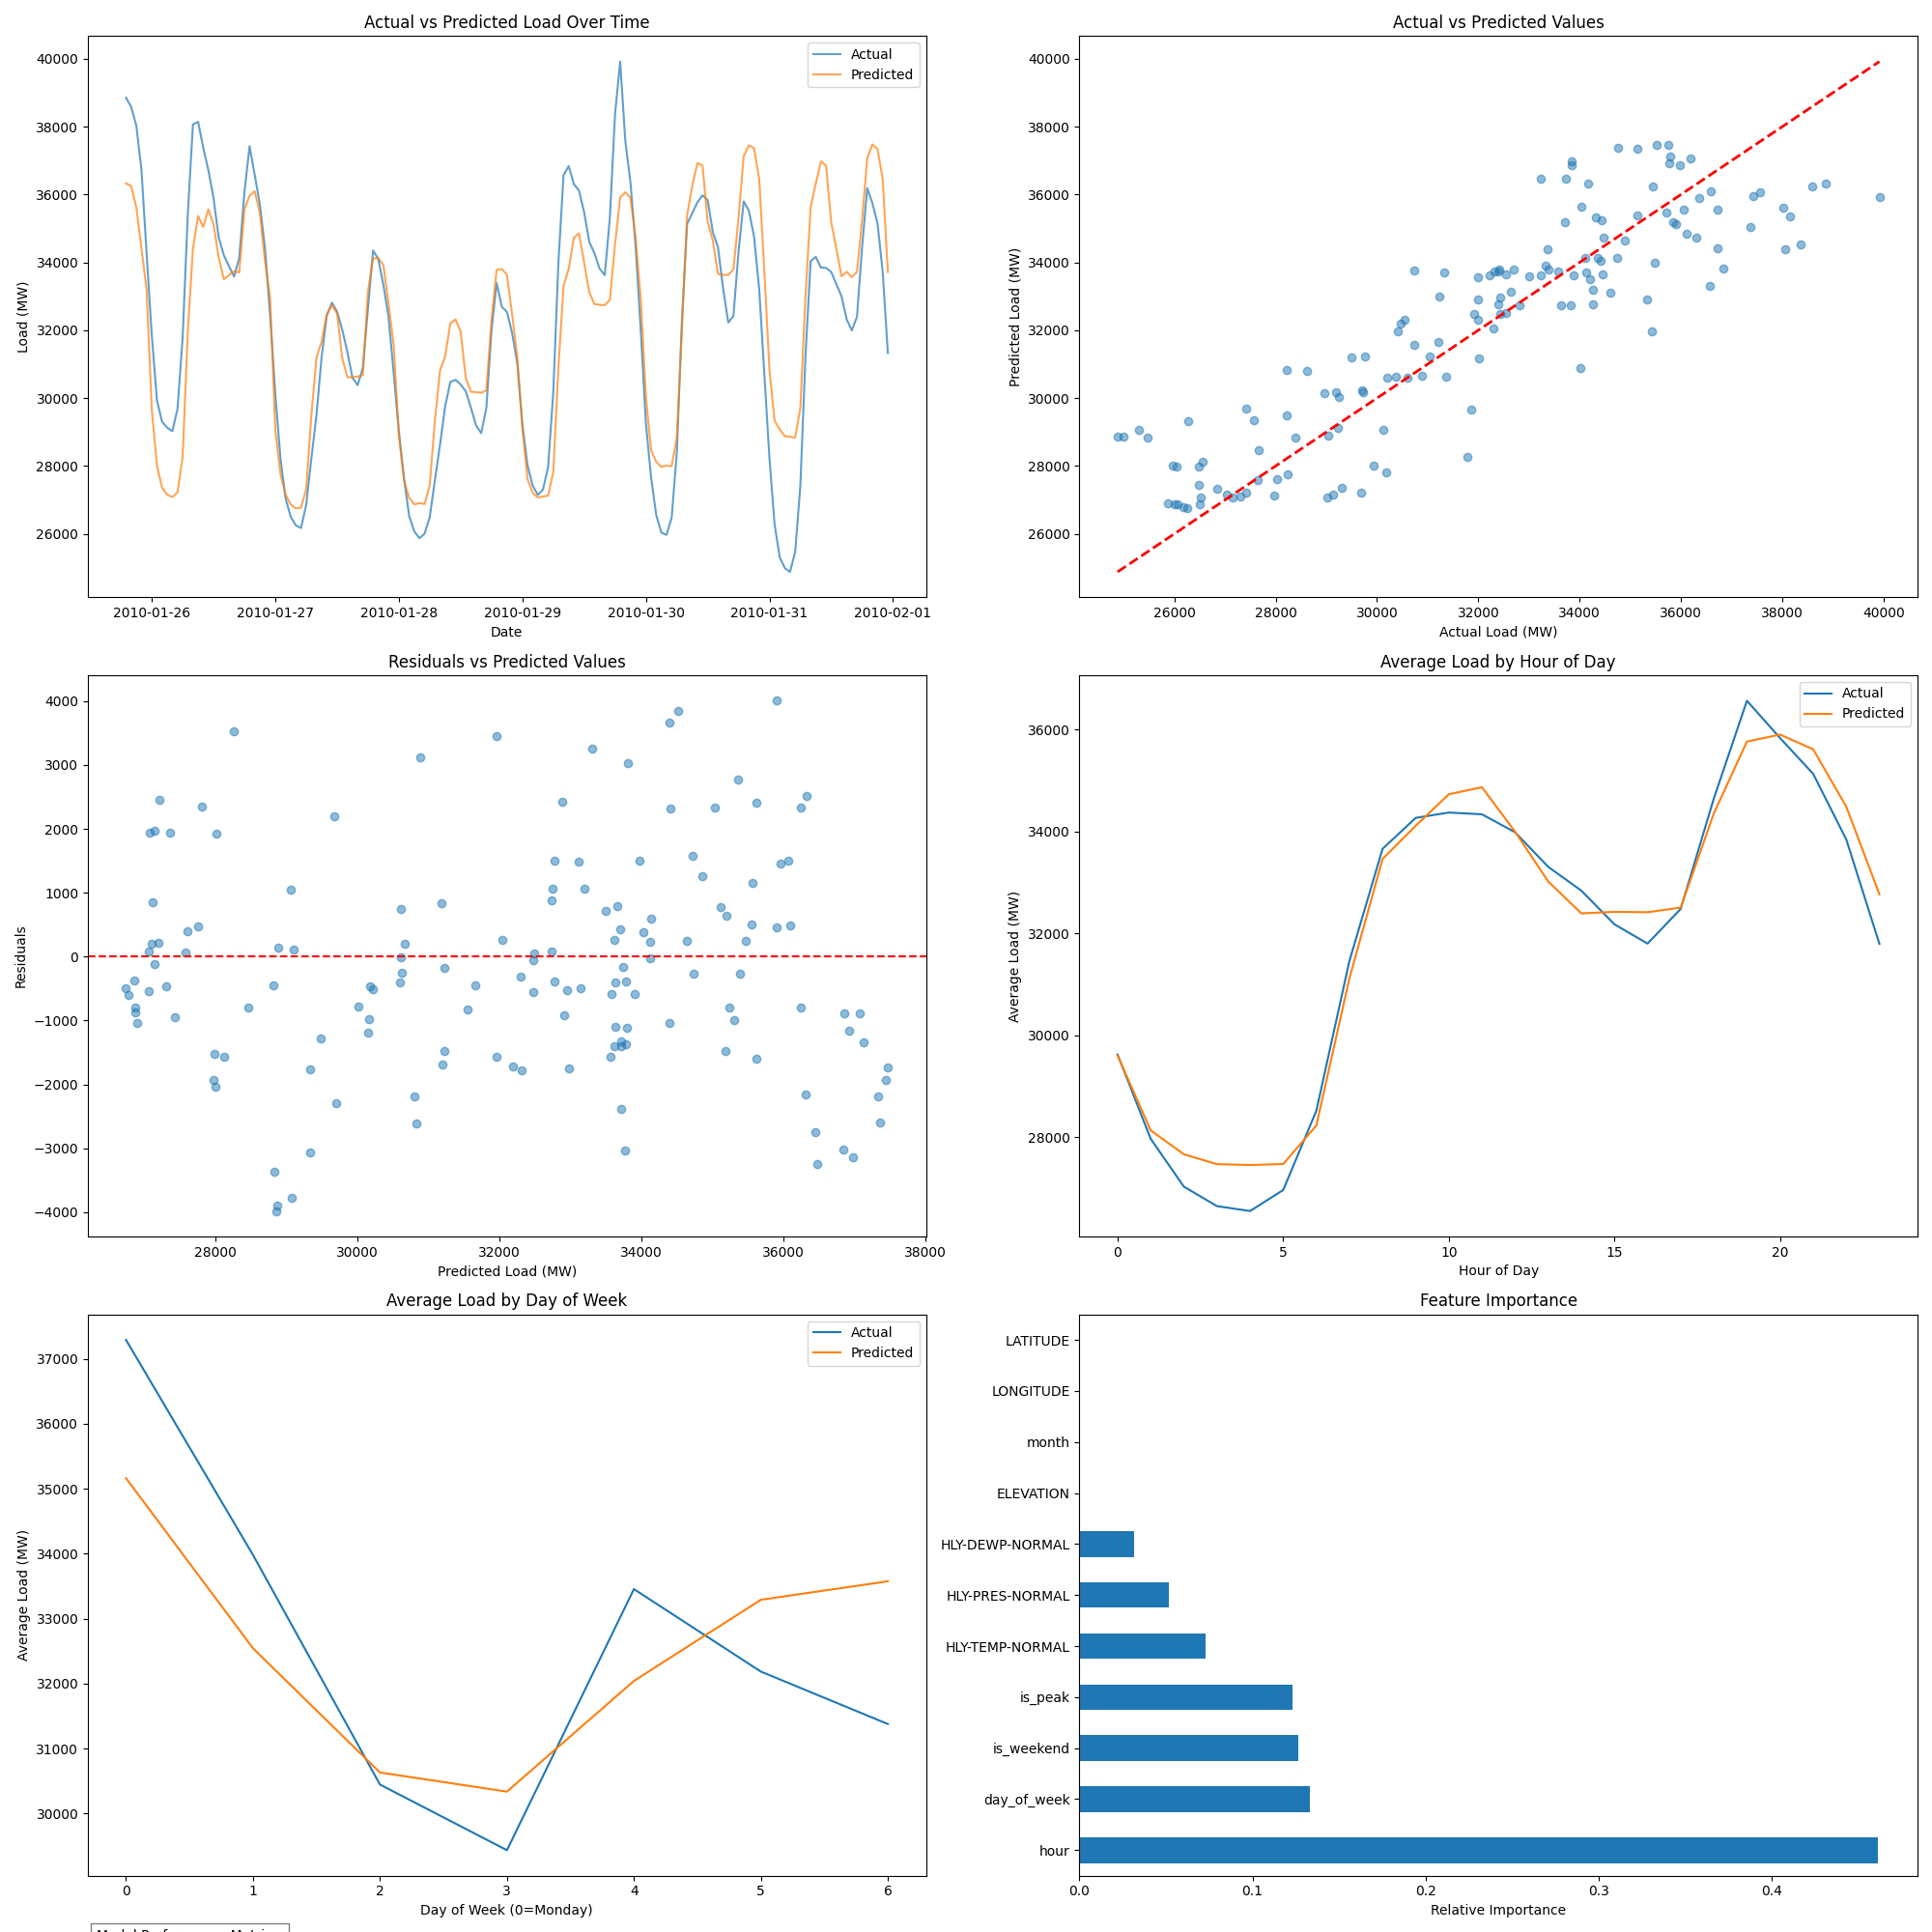 Actual vs Predicted Load Over Time
Load (MW)
40000
38000
36000
34000
32000
30000
28000
26000
Actual
Predicted
2010-01-26 2010-01-27 2010-01-28 2010-01-29 2010-01-30 2010-01-31 2010-02-01
Date
Actual vs Predicted Values
Predicted Load (MW)
40000
38000
36000
34000
32000
30000
28000
26000
26000 28000 30000 32000 34000 36000 38000 40000
Actual Load (MW)
Residuals vs Predicted Values
Residuals
4000
3000
2000
1000
0
−1000
−2000
−3000
−4000
28000 30000 32000 34000 36000 38000
Predicted Load (MW)
Average Load by Hour of Day
Average Load (MW)
36000
34000
32000
30000
28000
Actual
Predicted
0 5 10 15 20
Hour of Day
Average Load by Day of Week
Average Load (MW)
37000
36000
35000
34000
33000
32000
31000
30000
Actual
Predicted
0 1 2 3 4 5 6
Day of Week (0=Monday)
Feature Importance
LATITUDE
LONGITUDE
month
ELEVATION
HLY-DEWP-NORMAL
HLY-PRES-NORMAL
HLY-TEMP-NORMAL
is_peak
is_weekend
day_of_week
hour
0.0 0.1 0.2 0.3 0.4
Relative Importance